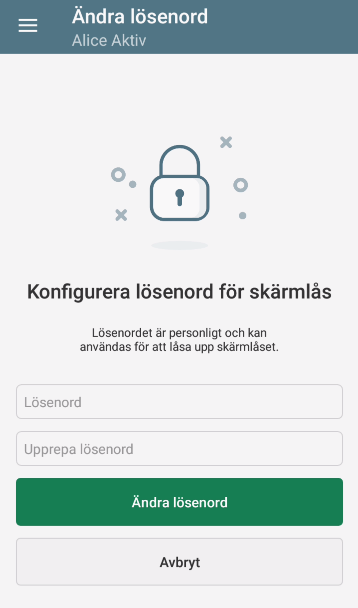 Ändra lösenord
Alice Aktiv
Konfigurera lösenord för skärmlås
Lösenordet är personligt och kan
användas för att låsa upp skärmlåset.
Lösenord
Upprepa lösenord
Ändra lösenord
Avbryt